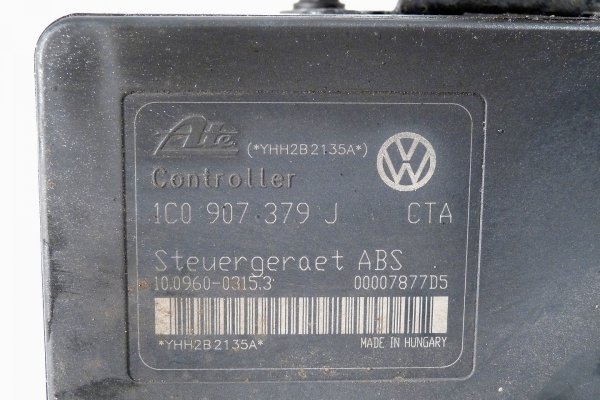 Ate (*YHH2B2135A*)
Controller
1C0 907 379 J CTA
Steuergeraet ABS
10.0960-0315.3 00007877D5
*YHH2B2135A* MADE IN HUNGARY